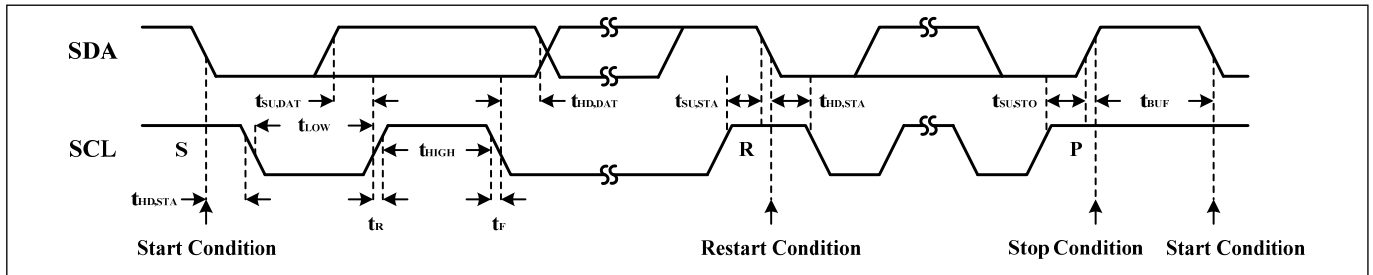 SDA
tSU,DAT
tHD,DAT
tSU,STA
tHD,STA
tSU,STO
tBUF
tLOW
SCL
S
tHIGH
R
P
tHD,STA
tR
tF
Start Condition
Restart Condition
Stop Condition
Start Condition